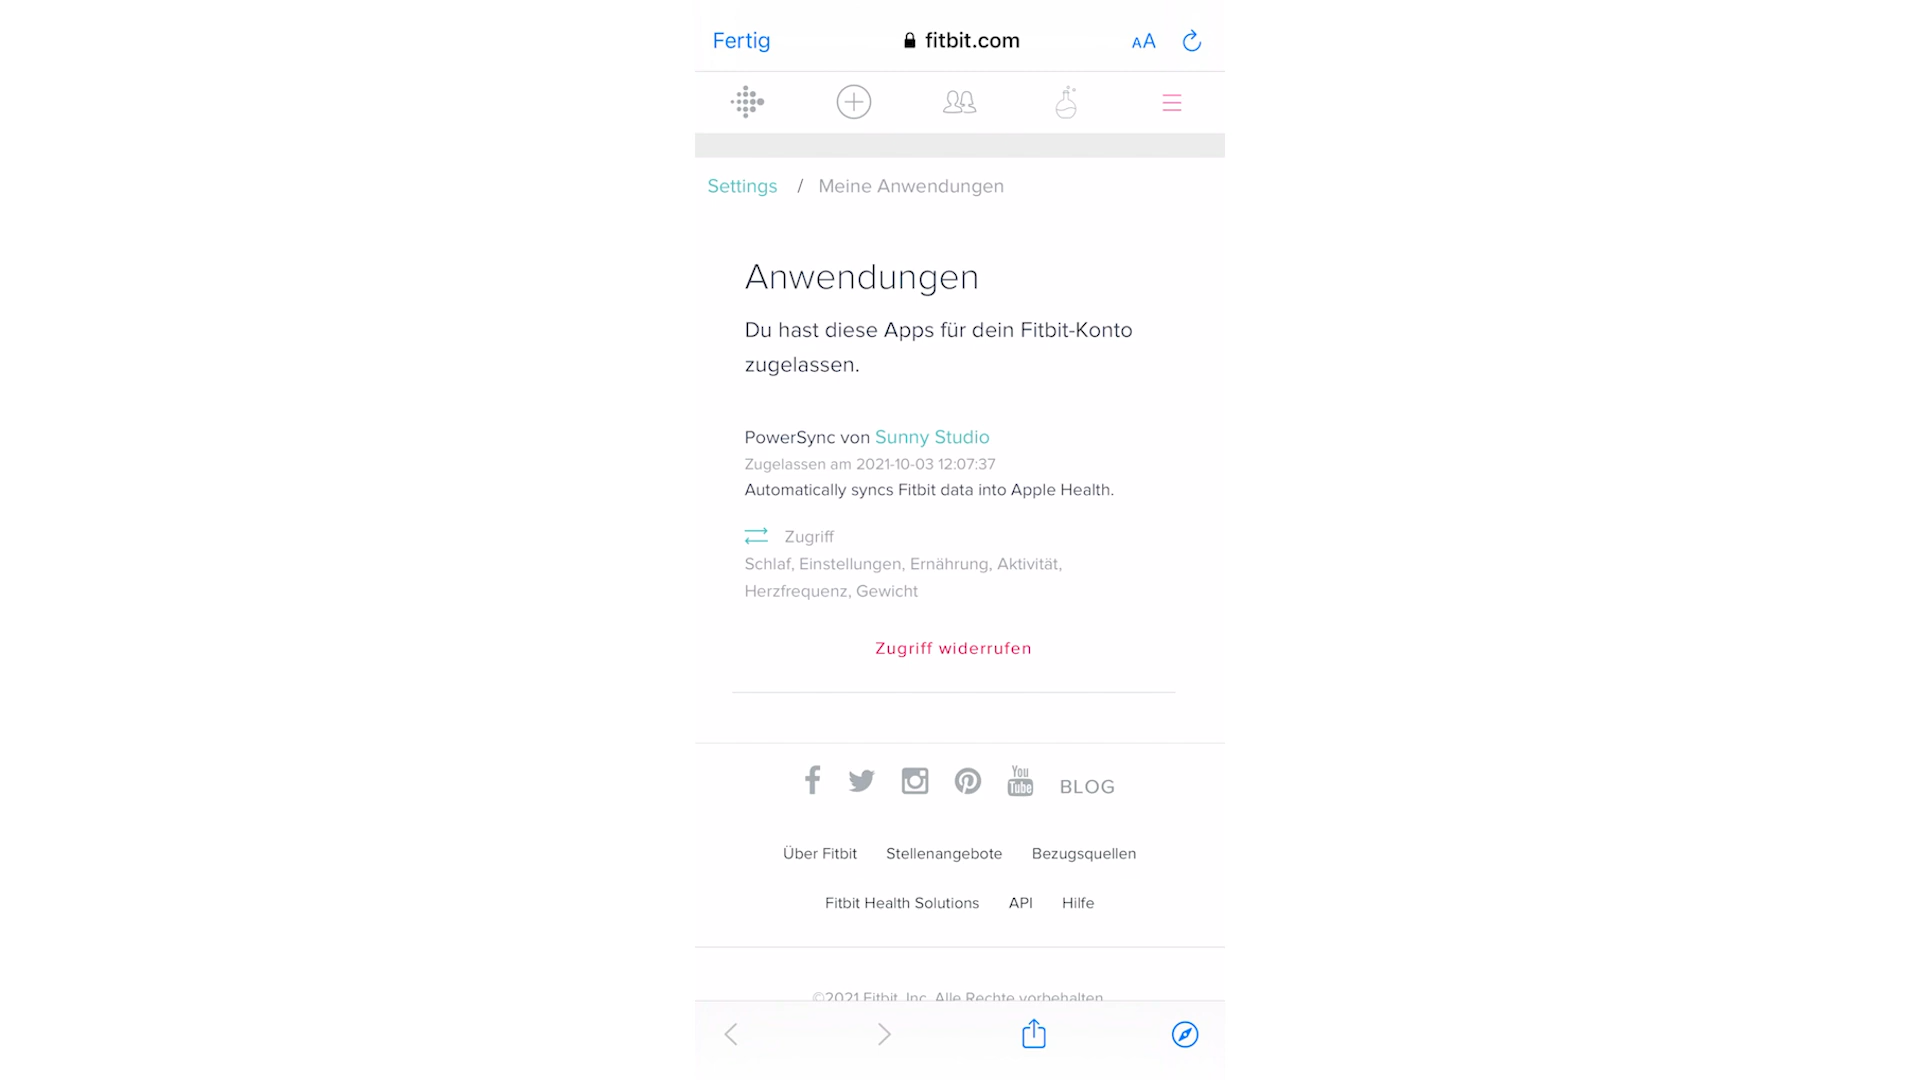 Fertig
fitbit.com
AA
Settings / Meine Anwendungen
Anwendungen
Du hast diese Apps für dein Fitbit-Konto
zugelassen.
PowerSync von Sunny Studio
Zugelassen am 2021-10-03 12:07:37
Automatically syncs Fitbit data into Apple Health.
Zugriff
Schlaf, Einstellungen, Ernährung, Aktivität,
Herzfrequenz, Gewicht
Zugriff widerrufen
You
Tube
BLOG
Über Fitbit Stellenangebote Bezugsquellen
Fitbit Health Solutions API Hilfe
©2021 Fitbit, Inc. Alle Rechte vorbehalten.